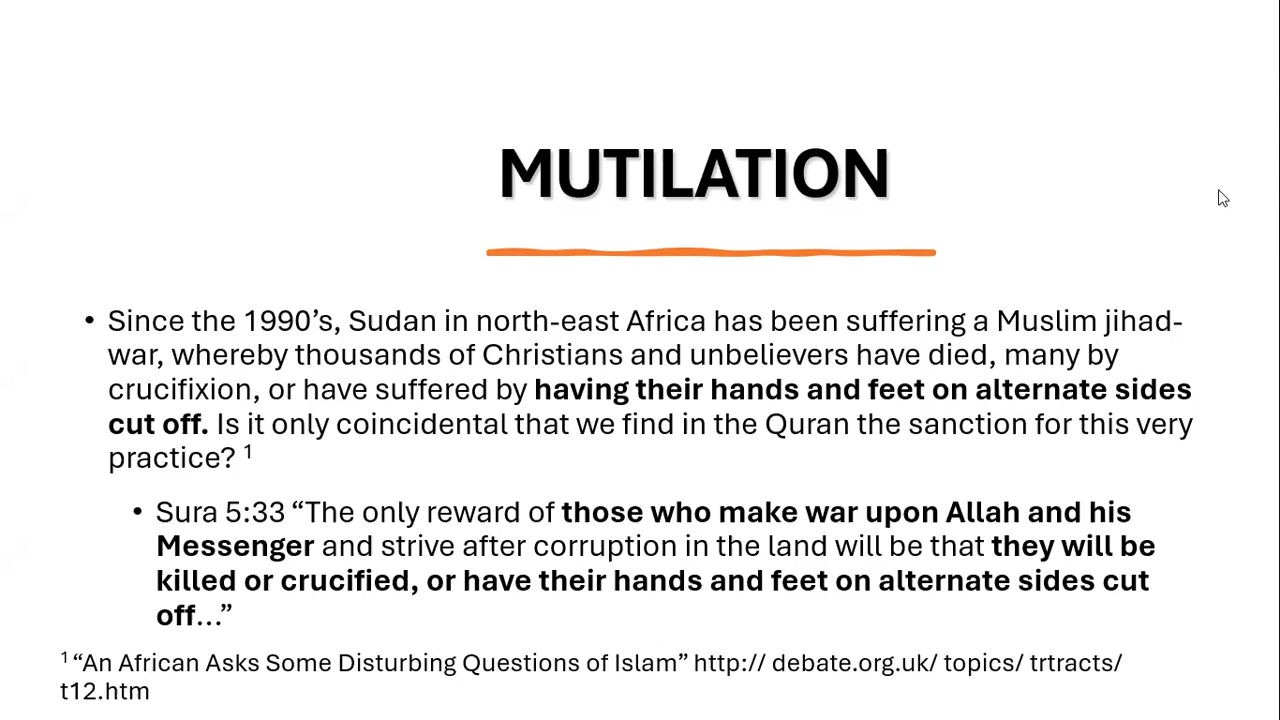 MUTILATION
• Since the 1990’s, Sudan in north-east Africa has been suffering a Muslim jihad-
war, whereby thousands of Christians and unbelievers have died, many by
crucifixion, or have suffered by having their hands and feet on alternate sides
cut off. Is it only coincidental that we find in the Quran the sanction for this very
practice? ¹
• Sura 5:33 “The only reward of those who make war upon Allah and his
Messenger and strive after corruption in the land will be that they will be
killed or crucified, or have their hands and feet on alternate sides cut
off…”
¹ “An African Asks Some Disturbing Questions of Islam” http:// debate.org.uk/ topics/ trtracts/
t12.htm